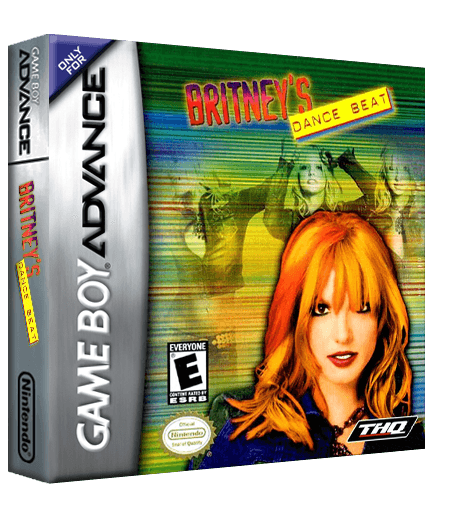 GAME BOY
ADVANCE
BRITNEY'S
DANCE BEAT
Nintendo®
ONLY
FOR
GAME BOY ADVANCE
BRITNEY'S
DANCE BEAT
EVERYONE
E
CONTENT RATED BY
ESRB
Official
Nintendo
Seal of Quality
THQ